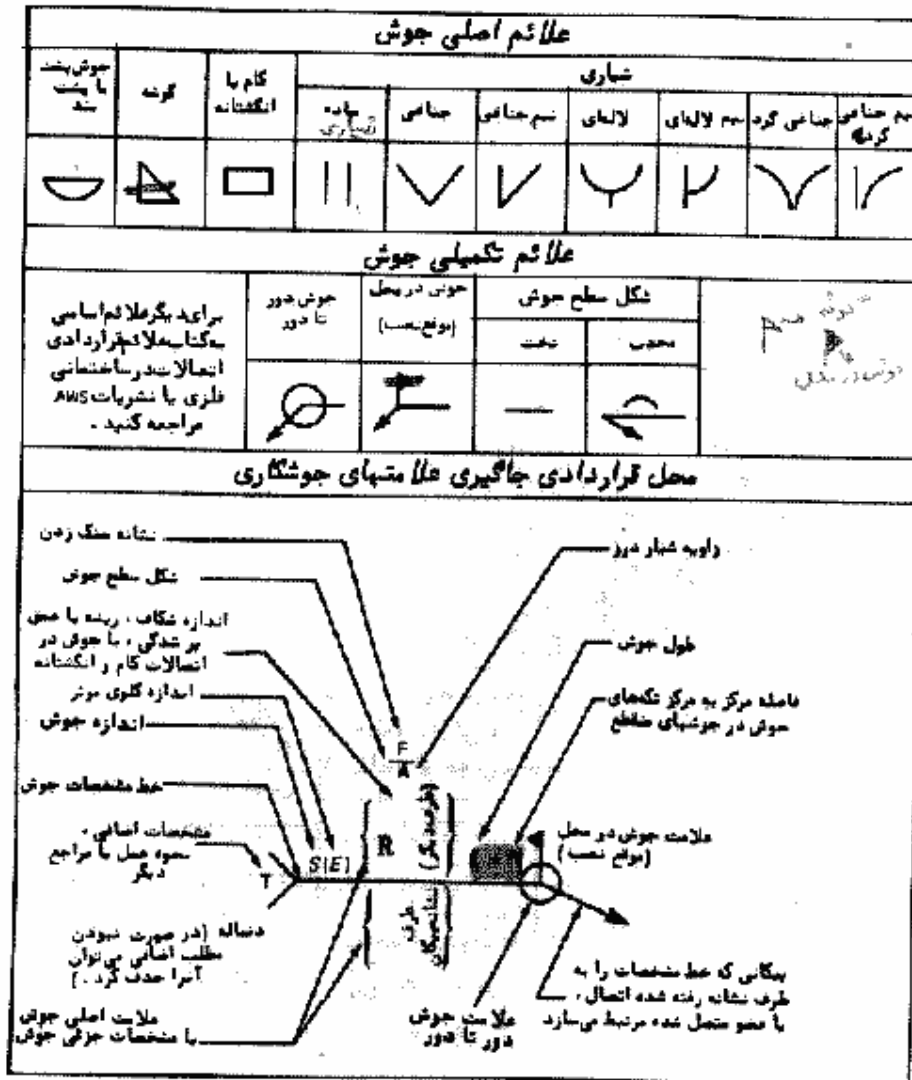 علائم اصلی جوش
جوش پشت
یا پشت
بند
گوشه
کام یا
انگشتانه
شیاری
ساده
جناغی
نیم جناغی
لاله‌ای
نیم لاله‌ای
جناغی گرد
نیم جناغی
گرد
علائم تکمیلی جوش
برای دیگر علائم اساسی
به کتاب علائم قراردادی
اتصالات در ساختمانی
فلزی یا نشریات AWS
مراجعه کنید .
جوش دور
تا دور
جوش در محل
(موقع نصب)
شکل سطح جوش
تخت
محدب
محل قراردادی جاگیری علامتهای جوشکاری
نشانه سنگ زدن
شکل سطح جوش
اندازه شکاف ، ریشه یا عمق
پر شدگی ، یا جوش در
اتصالات کام و انگشتانه
اندازه گلوی موثر
اندازه جوش
خط مشخصات جوش
مشخصات اضافی ،
نحوه عمل یا مراجع
دیگر
دنباله (در صورت نبودن
مطلب اضافی می‌توان
آنرا حذف کرد . )
علامت اصلی جوش
یا مشخصات جزئی جوش
زاویه شیار درز
طول جوش
فاصله مرکز به مرکز تکه‌های
جوش در جوشهای منقطع
علامت جوش در محل
(موقع نصب )
F
A
R
(طرف دیگر)
S(E)
T
طرف
علامت جوش
دور تا دور
پیکانی که خط مشخصات را به
طرف نشانه رفته شده اتصال ،
یا عضو متصل شده مرتبط می‌سازد